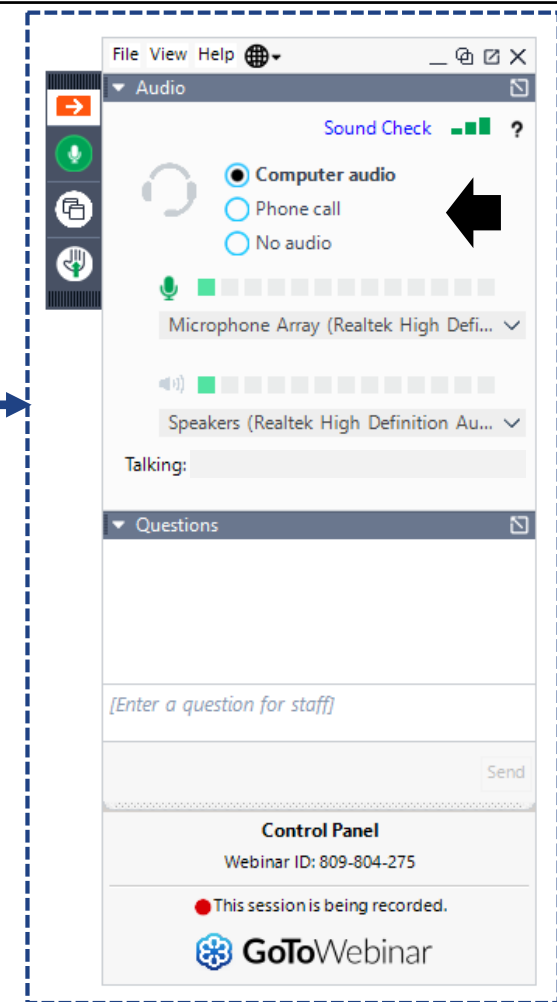 File View Help
Audio
Sound Check ?
Computer audio
Phone call
No audio
Microphone Array (Realtek High Defi...
Speakers (Realtek High Definition Au...
Talking:
Questions
[Enter a question for staff]
Send
Control Panel
Webinar ID: 809-804-275
This session is being recorded.
GoToWebinar